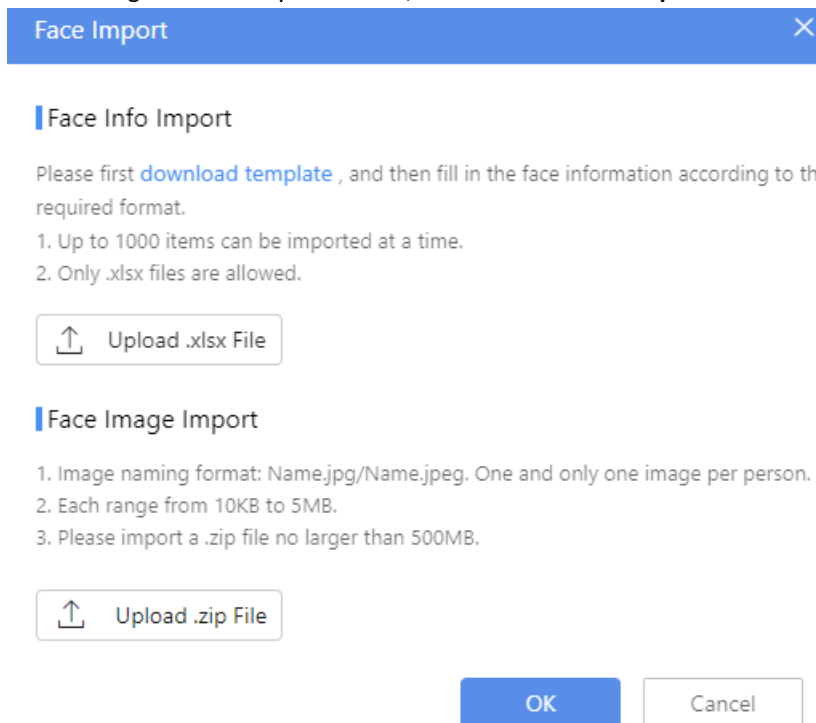 Face Import
Face Info Import
Please first download template , and then fill in the face information according to th
required format.
1. Up to 1000 items can be imported at a time.
2. Only .xlsx files are allowed.
Upload .xlsx File
Face Image Import
1. Image naming format: Name.jpg/Name.jpeg. One and only one image per person.
2. Each range from 10KB to 5MB.
3. Please import a .zip file no larger than 500MB.
Upload .zip File
OK Cancel